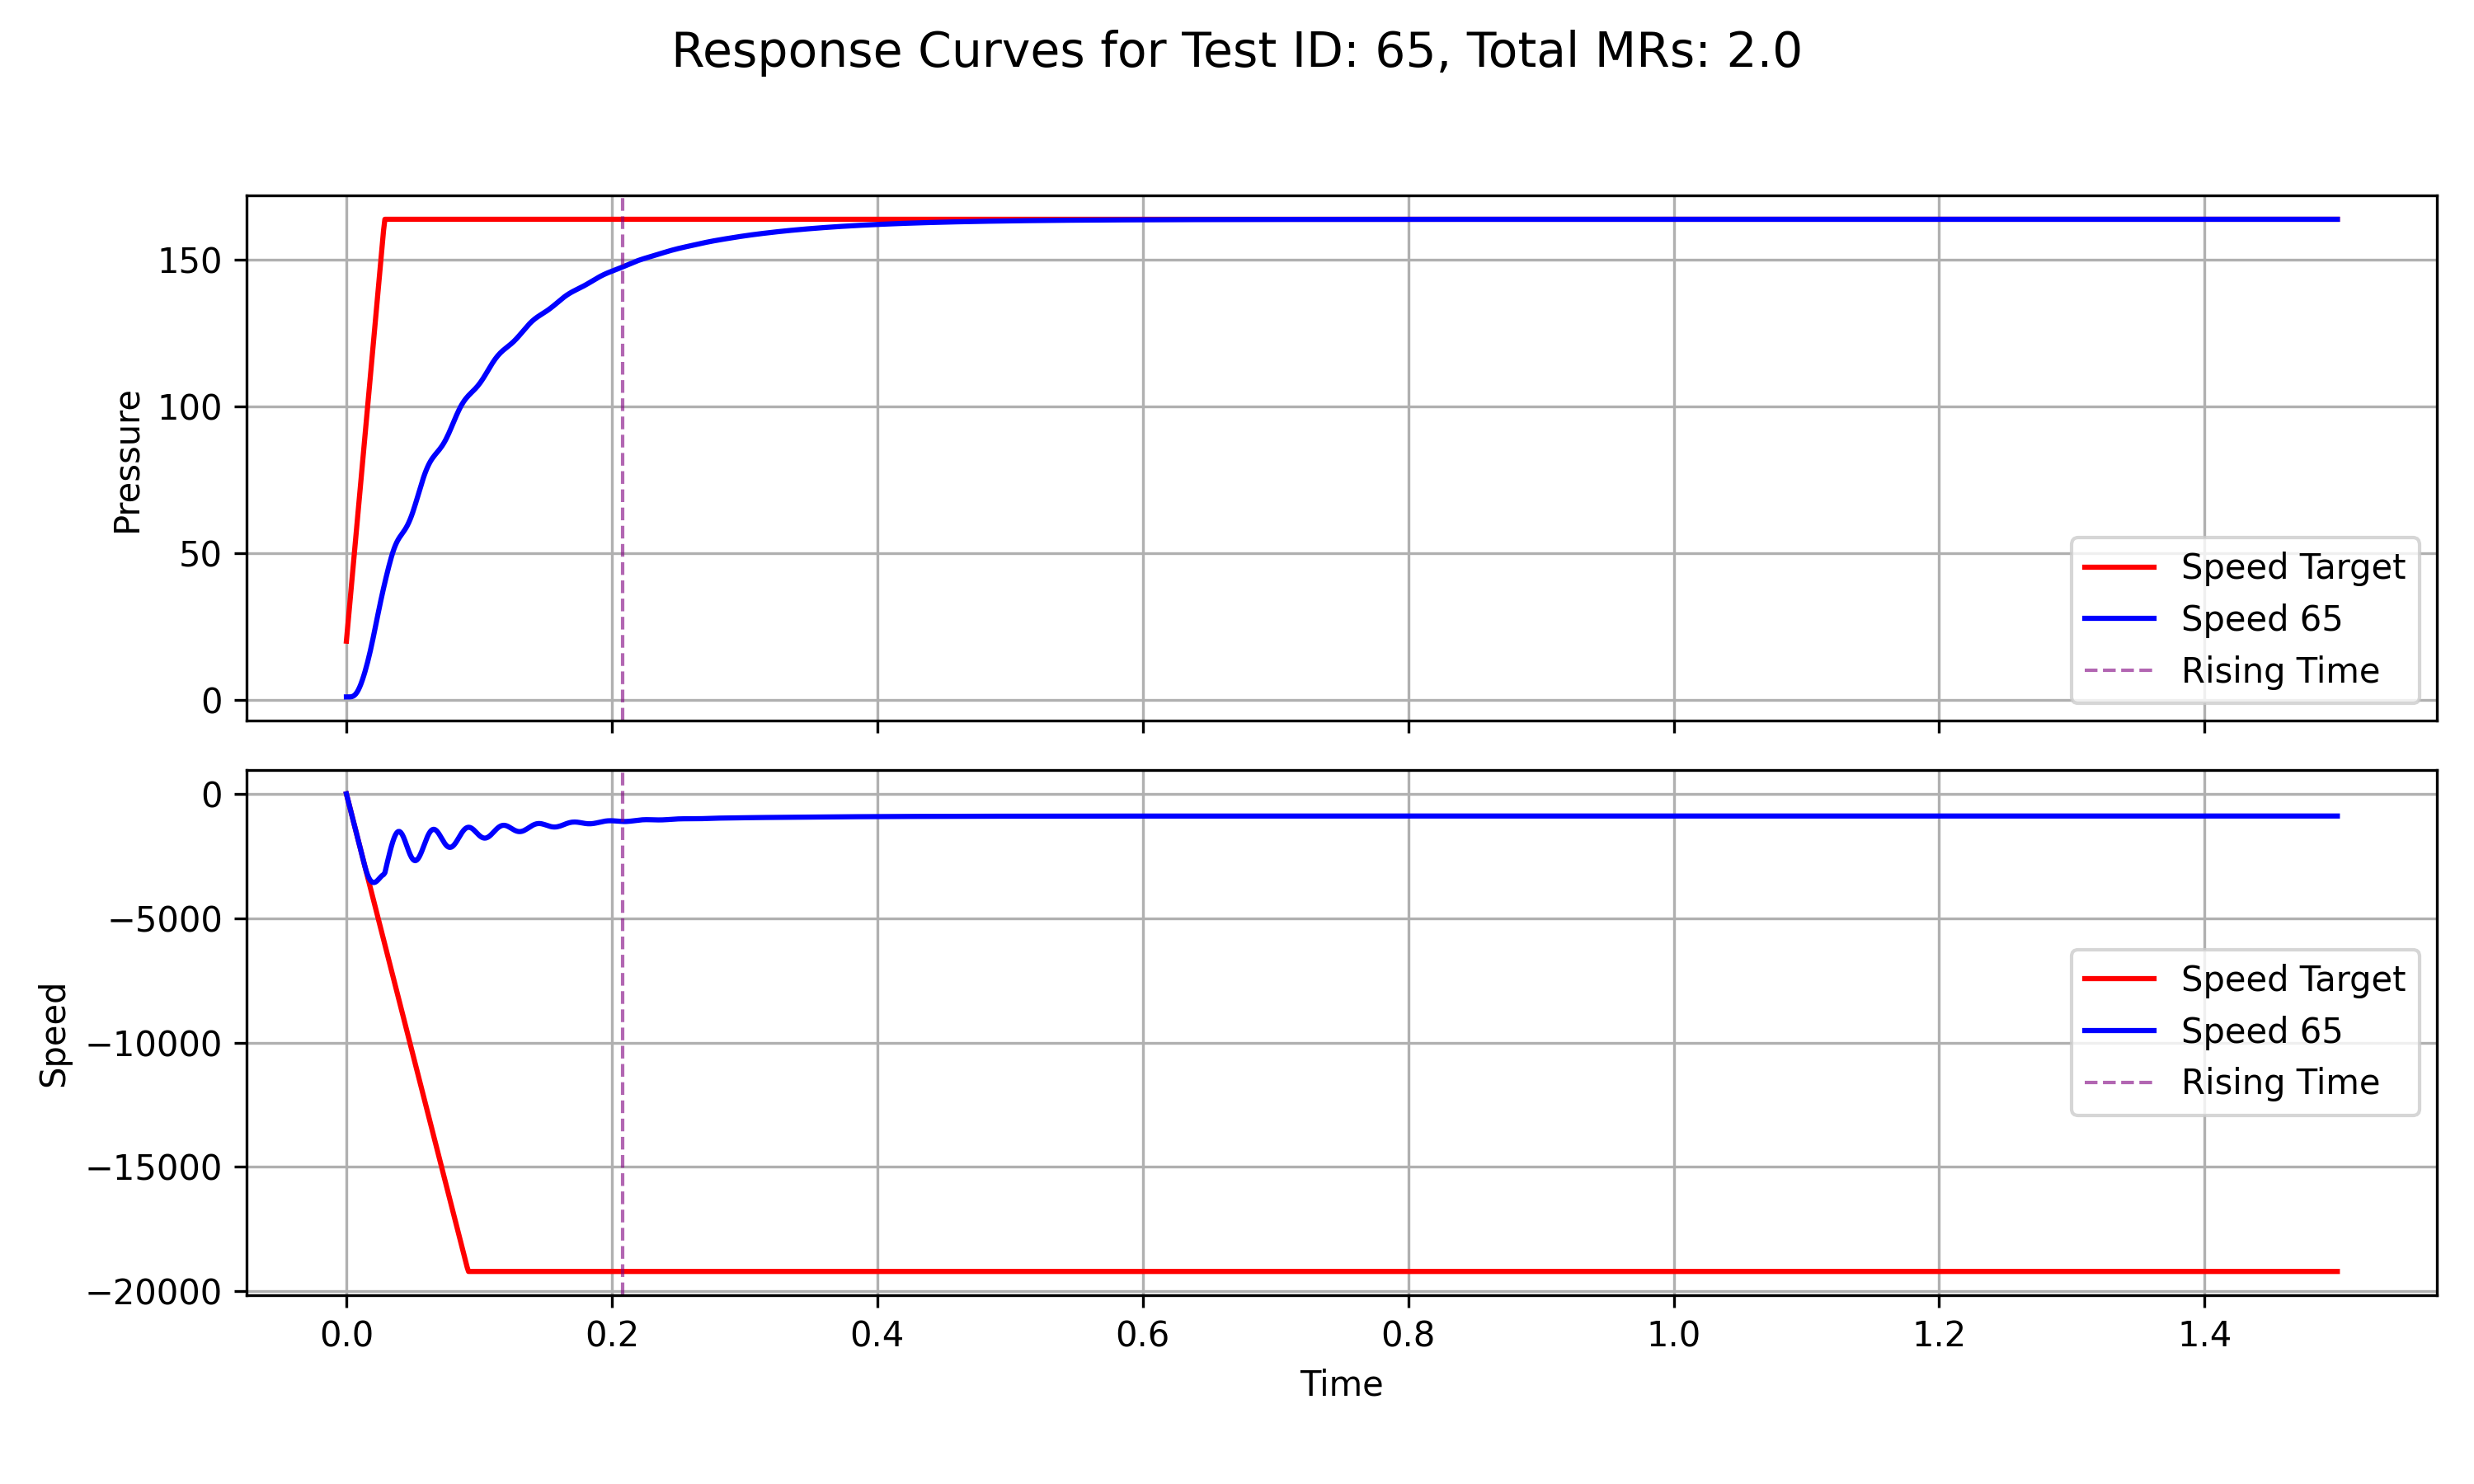 Response Curves for Test ID: 65, Total MRs: 2.0
150
100
50
0
Pressure
Speed Target
Speed 65
Rising Time
0
−5000
−10000
−15000
−20000
Speed
Speed Target
Speed 65
Rising Time
0.0 0.2 0.4 0.6 0.8 1.0 1.2 1.4
Time